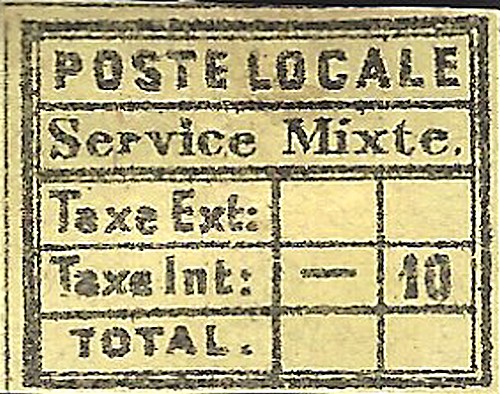 POSTE LOCALE
Service Mixte.
Taxe Ext:
Taxe Int: — 10
TOTAL.